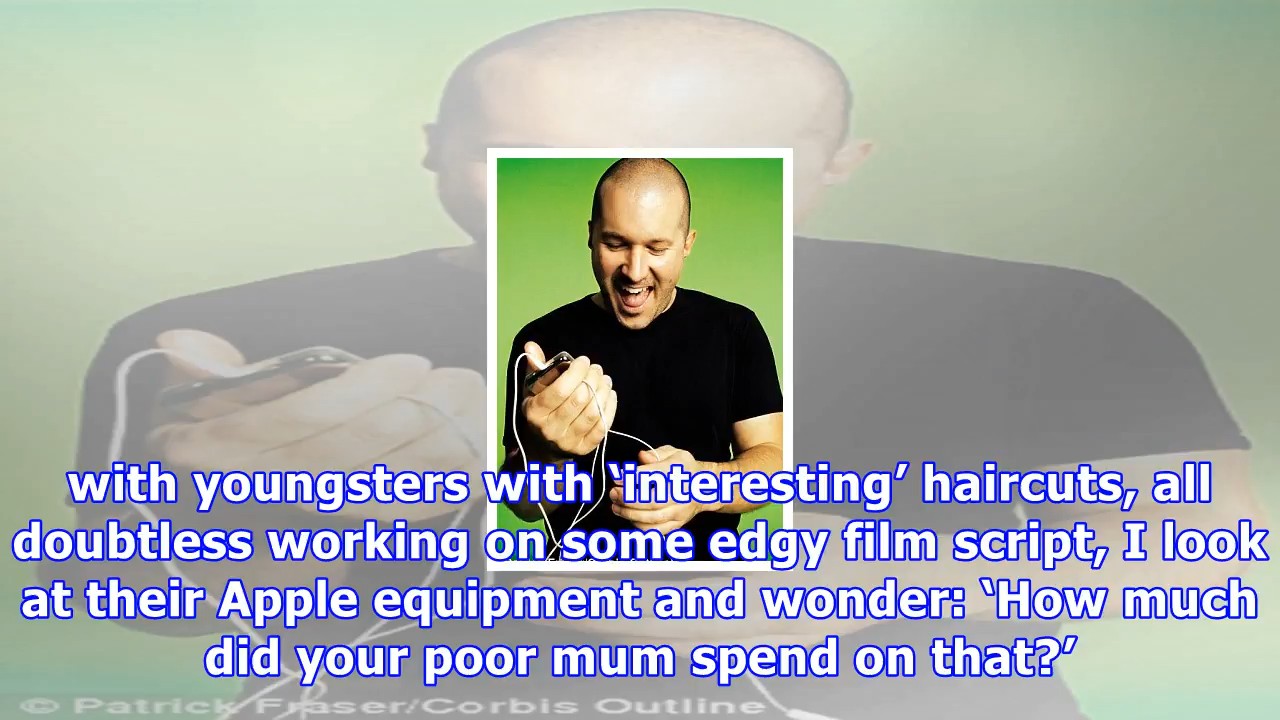 with youngsters with ‘interesting’ haircuts, all
doubtless working on some edgy film script, I look
at their Apple equipment and wonder: ‘How much
did your poor mum spend on that?’
© Patrick Fraser/Corbis Outline